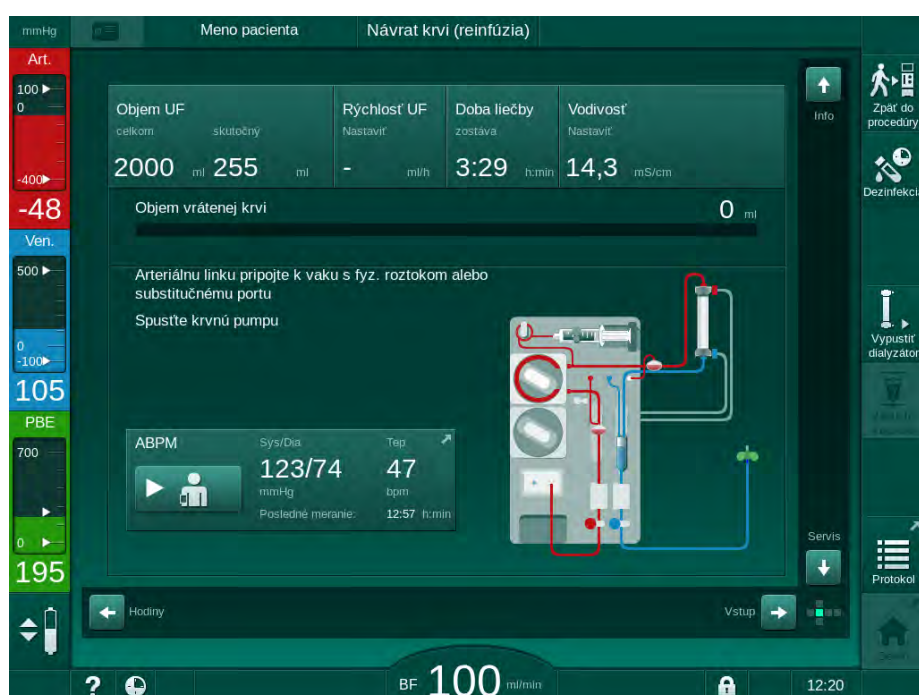 mmHg
Meno pacienta
Návrat krvi (reinfúzia)
Art.
100
0
-400
-48
Ven.
500
0
-100
105
PBE
700
0
195
Objem UF
celkom
skutočný
2000 ml 255 ml
Rýchlosť UF
Nastaviť
- ml/h
Doba liečby
zostáva
3:29 h:min
Vodivosť
Nastaviť
14,3 mS/cm
Objem vrátenej krvi
0 ml
Arteriálnu linku pripojte k vaku s fyz. roztokom alebo
substitučnému portu
Spusťte krvnú pumpu
ABPM
Sys/Dia
Tep
123/74
47
mmHg
bpm
Posledné meranie:
12:57 h:min
Info
Servis
Hodiny
Vstup
Späť do
procedúry
Dezinfekcia
Vypustiť
dialyzátor
Protokol
?
BF 100 ml/min
12:20